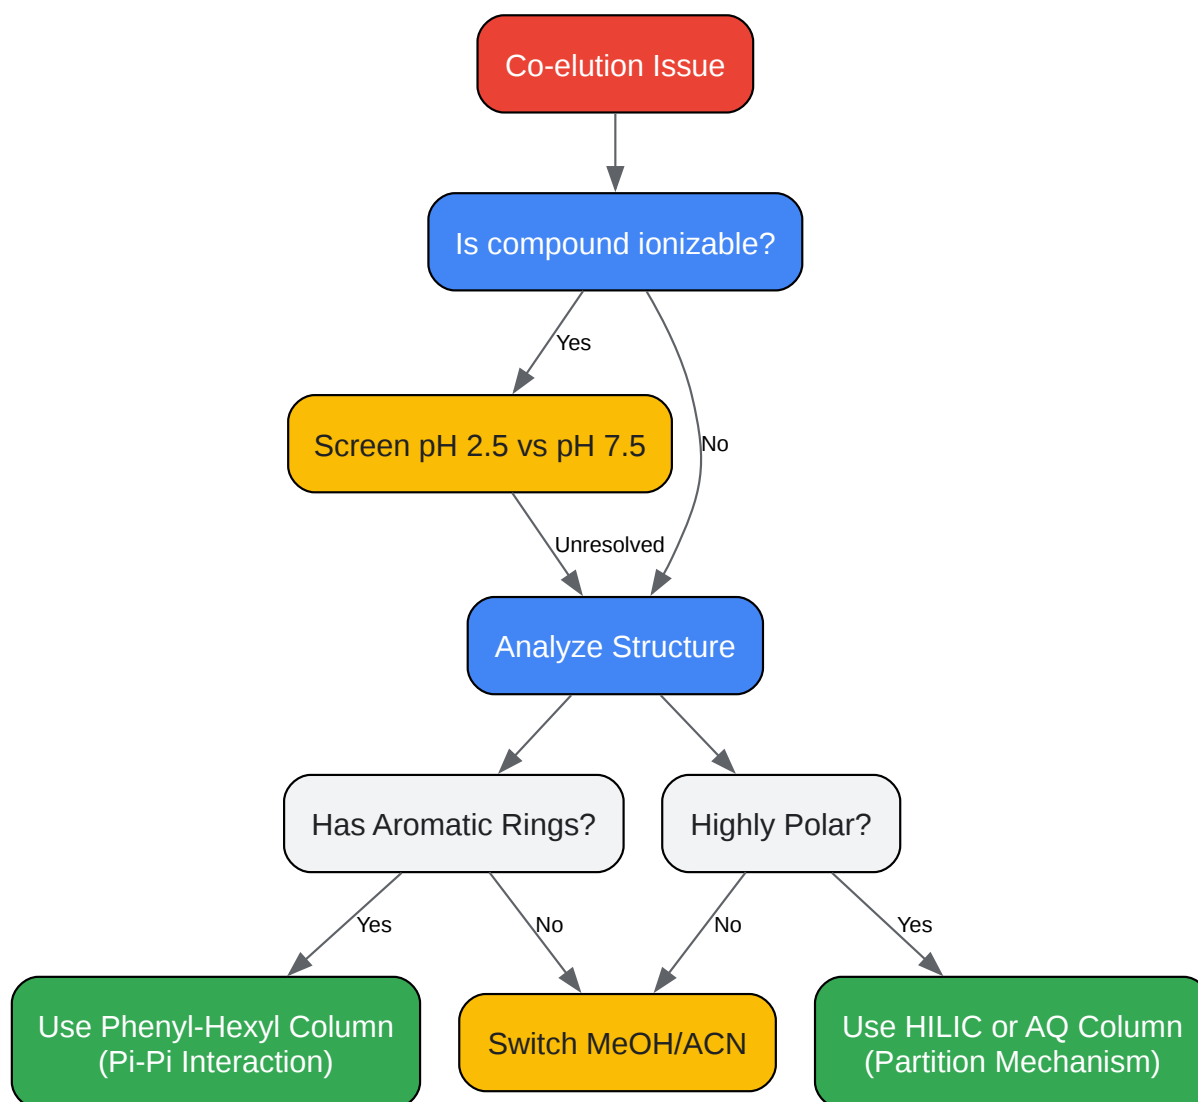 Co-elution Issue
Is compound ionizable?
Yes
Screen pH 2.5 vs pH 7.5
No
Unresolved
Analyze Structure
Has Aromatic Rings?
Highly Polar?
Yes
No
No
Yes
Use Phenyl-Hexyl Column
(Pi-Pi Interaction)
Switch MeOH/ACN
Use HILIC or AQ Column
(Partition Mechanism)